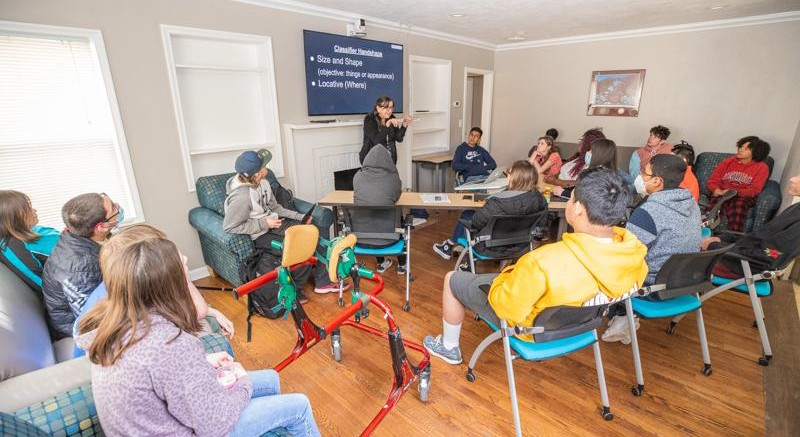 Classifier Handshape
● Size and Shape
(objective: things or appearance)
● Locative (Where)